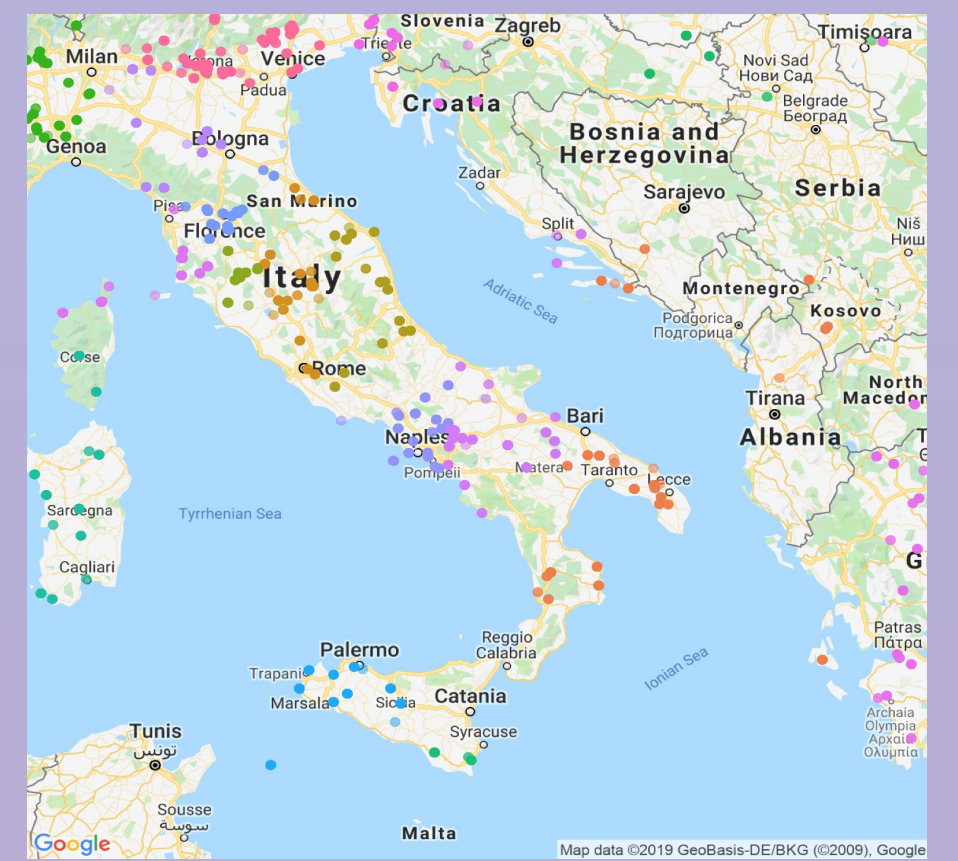 Slovenia
Zagreb
Timișoara
Milan
Trieste
Verona
Venice
Padua
Novi Sad
Нови Сад
Croatia
Belgrade
Београд
Bosnia and
Herzegovina
Genoa
Bologna
Zadar
Sarajevo
Serbia
Pisa
San Marino
Split
Niš
Ниш
Florence
Italy
Adriatic Sea
Montenegro
Kosovo
Podgorica
Подгорица
Corse
Rome
North
Macedon
Tirana
Bari
Naples
Albania
Pompeii
Matera
Taranto
Lecce
Sardegna
Tyrrhenian Sea
Cagliari
G
Patras
Πάτρα
Reggio
Calabria
Palermo
Ionian Sea
Trapani
Marsala
Sicilia
Catania
Archaia
Olympia
Αρχαία
Ολυμπία
Tunis
تونس
Syracuse
Sousse
سوسة
Malta
Google
Map data ©2019 GeoBasis-DE/BKG (©2009), Google